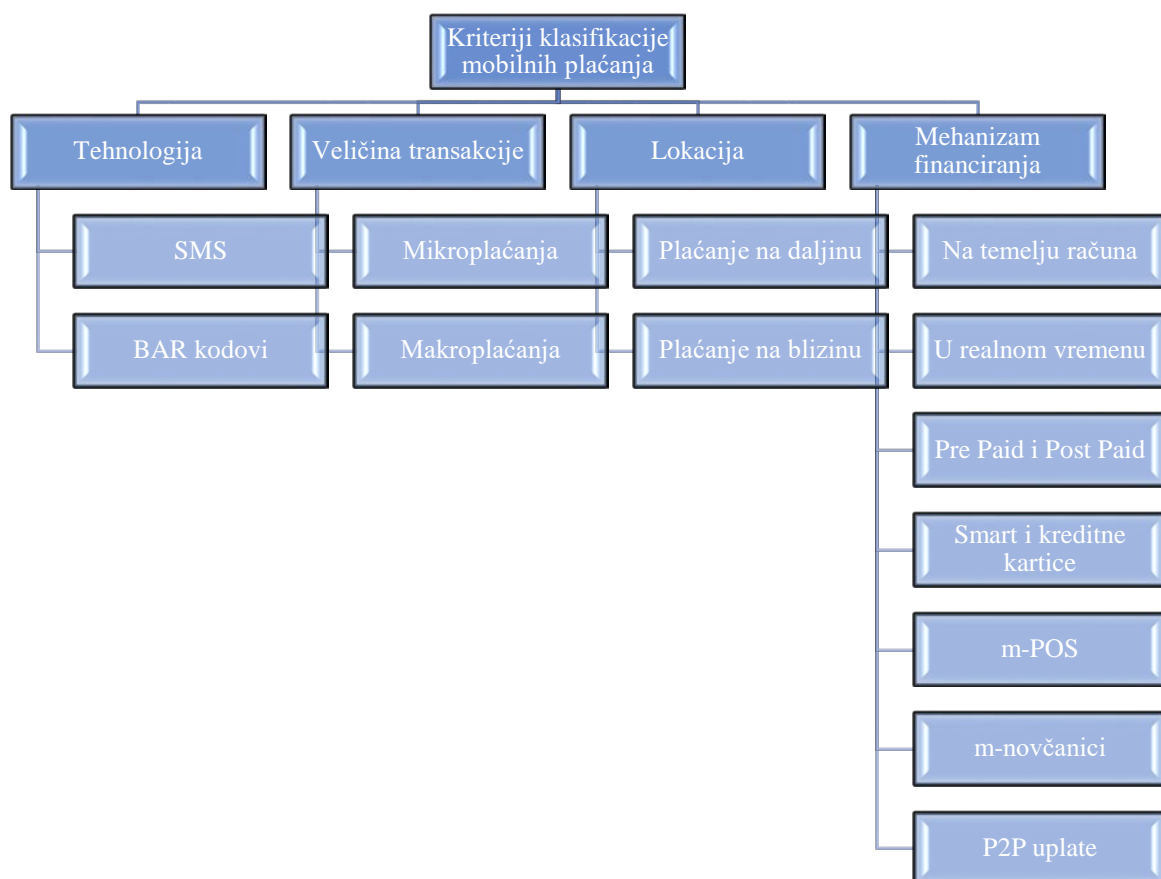 Kriteriji klasifikacije
mobilnih plaćanja
Tehnologija
SMS
BAR kodovi
Veličina transakcije
Mikroplaćanja
Makroplaćanja
Lokacija
Plaćanje na daljinu
Plaćanje na blizinu
Mehanizam
financiranja
Na temelju računa
U realnom vremenu
Pre Paid i Post Paid
Smart i kreditne
kartice
m-POS
m-novčanici
P2P uplate